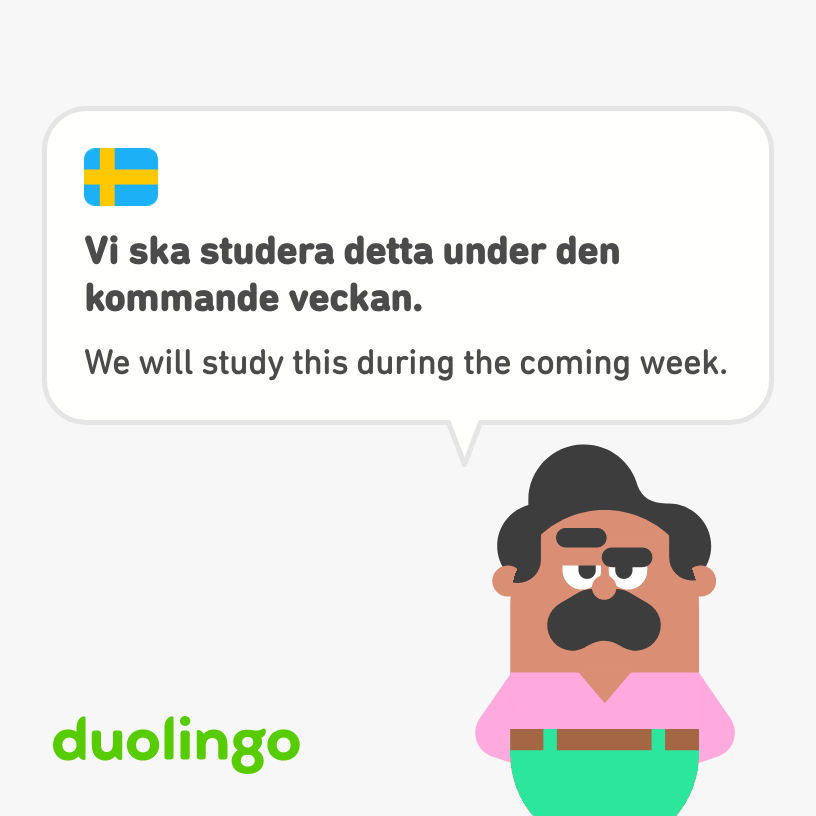 Vi ska studera detta under den
kommande veckan.
We will study this during the coming week.
duolingo